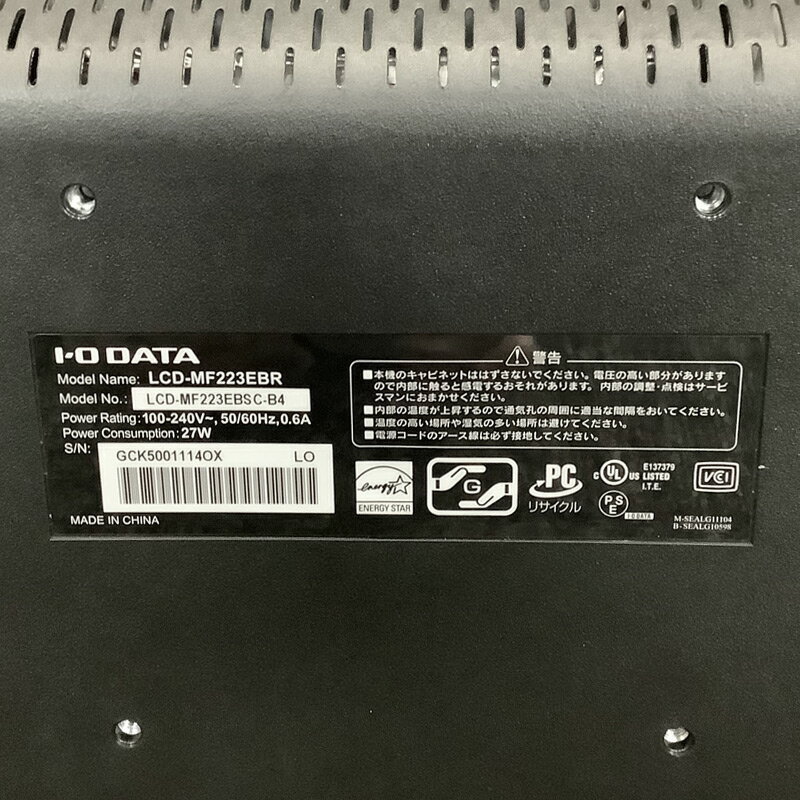 I-O DATA
Model Name: LCD-MF223EBR
Model No.: LCD-MF223EBSC-B4
Power Rating: 100-240V~, 50/60Hz,0.6A
Power Consumption: 27W
S/N: GCK5001114OX LO
MADE IN CHINA
警告
■本機のキャビネットははずさないでください。電圧の高い部分があります
ので内部に触ると感電するおそれがあります。内部の調整・点検はサービ
スマンにおまかせください。
■内部の温度が上昇するので通気孔の周囲に適当な間隔をおいてください。
■温度の高い場所や湿気の多い場所は避けてください。
■電源コードのアース線は必ず接地してください。
energy
ENERGY STAR
G
PC
リサイクル
c UL US LISTED
I.T.E.
E137379
PSE
I-O DATA
VCCI
M-SEALG11104
B-SEALG10598